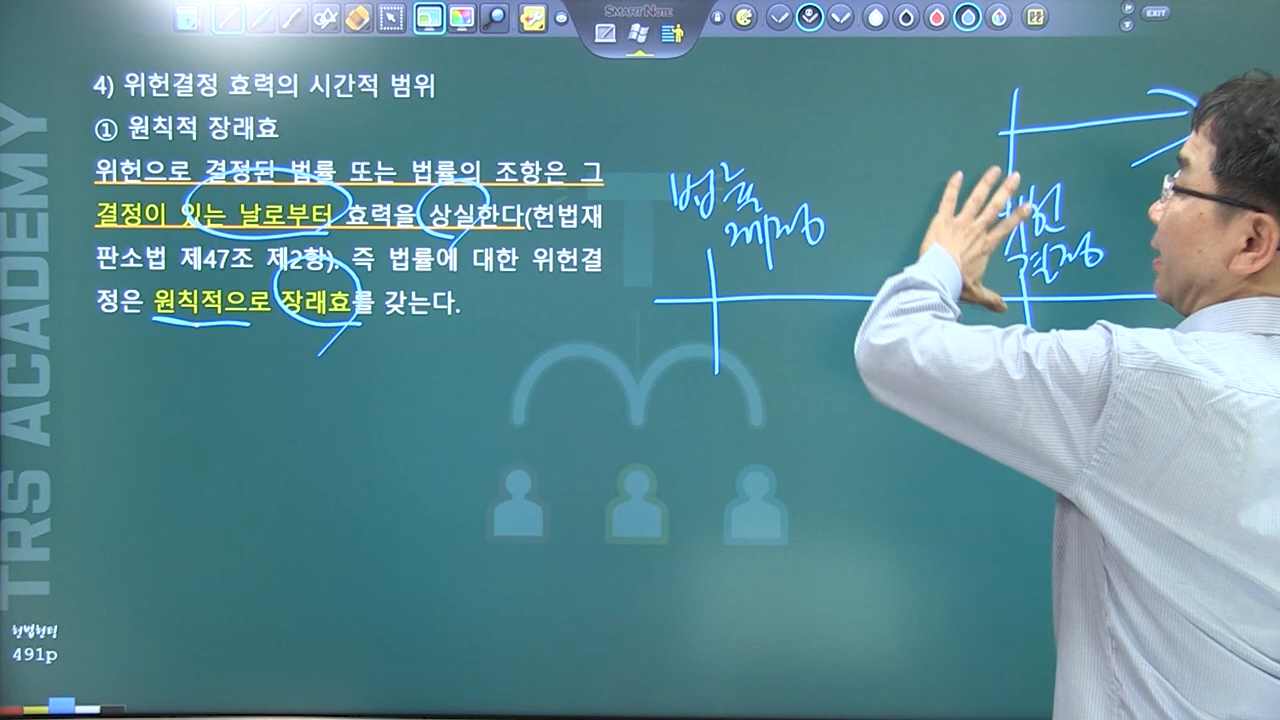 SMART NOTE
EXIT
4) 위헌결정 효력의 시간적 범위
① 원칙적 장래효
위헌으로 결정된 법률 또는 법률의 조항은 그
결정이 있는 날로부터 효력을 상실한다(헌법재
판소법 제47조 제2항). 즉 법률에 대한 위헌결
정은 원칙적으로 장래효를 갖는다.
법률
제정
위헌
결정
TRS ACADEMY
헌법헌팅
491p